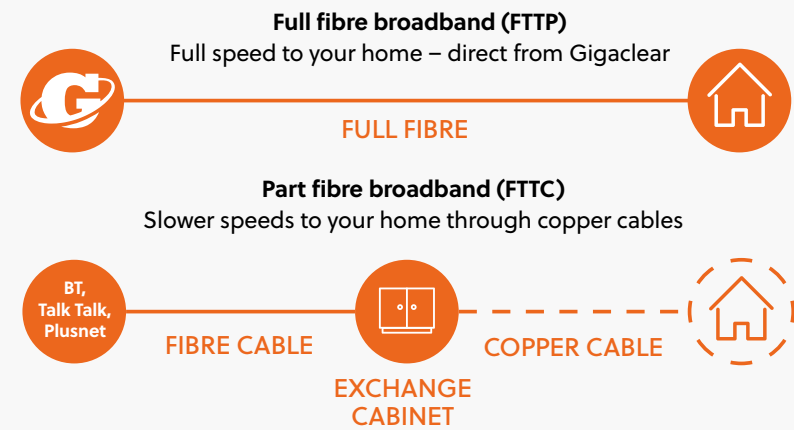 Full fibre broadband (FTTP)
Full speed to your home – direct from Gigaclear
G
FULL FIBRE
Part fibre broadband (FTTC)
Slower speeds to your home through copper cables
BT,
Talk Talk,
Plusnet
FIBRE CABLE
COPPER CABLE
EXCHANGE
CABINET